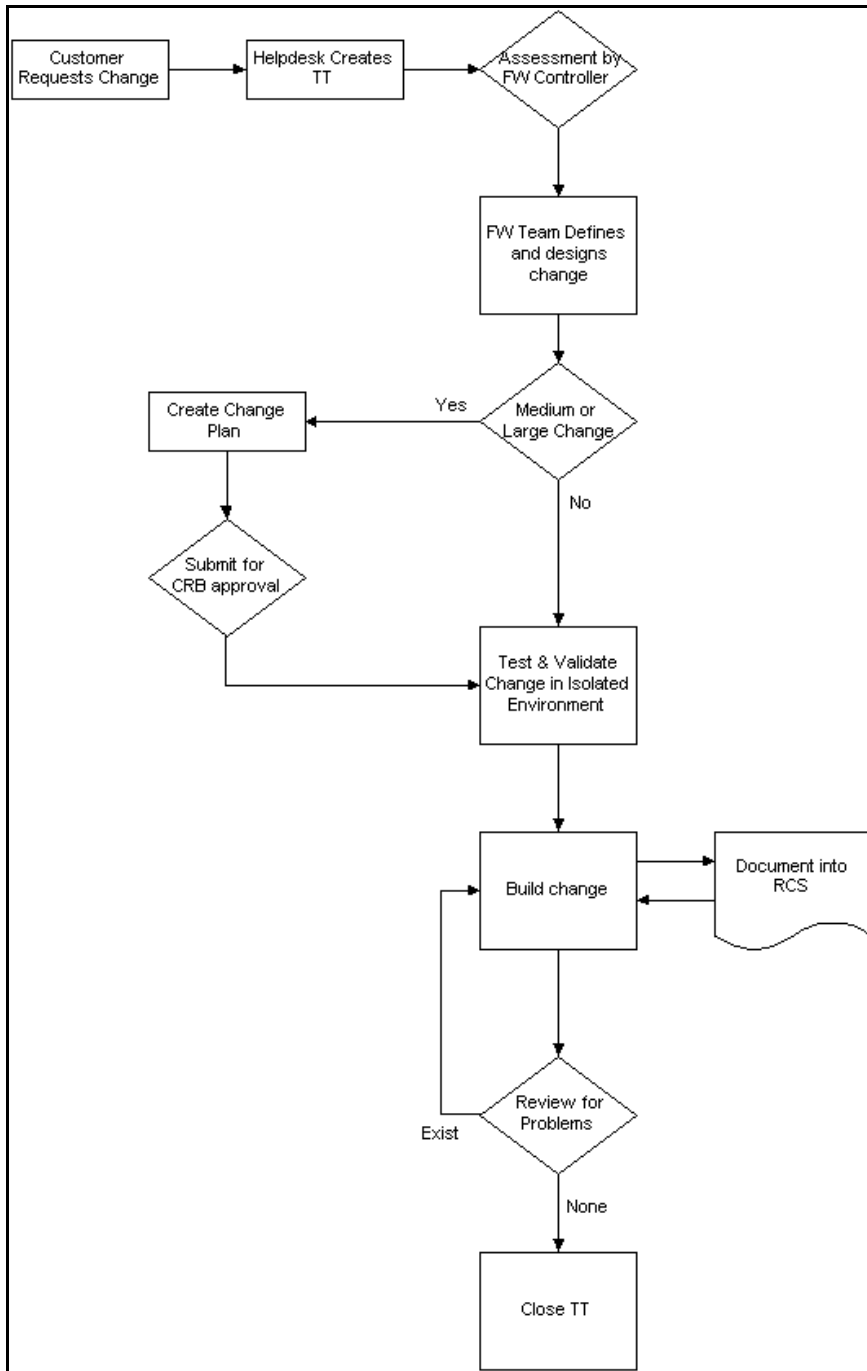 Customer
Requests Change
Helpdesk Creates
TT
Assessment by
FW Controller
FW Team Defines
and designs
change
Medium or
Large Change
Yes
No
Create Change
Plan
Submit for
CRB approval
Test & Validate
Change in Isolated
Environment
Build change
Document into
RCS
Review for
Problems
Exist
None
Close TT